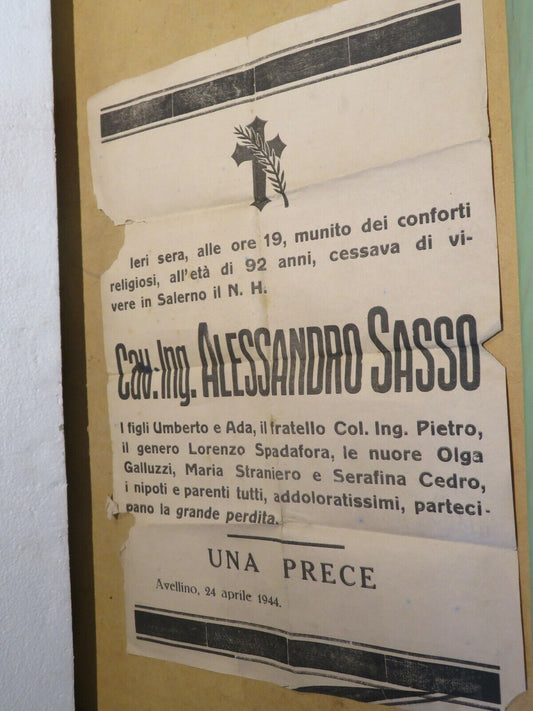 Ieri sera, alle ore 19, munito dei conforti
religiosi, all'età di 92 anni, cessava di vi-
vere in Salerno il N. H.
Cav. Ing. ALESSANDRO SASSO
I figli Umberto e Ada, il fratello Col. Ing. Pietro,
il genero Lorenzo Spadafora, le nuore Olga
Galluzzi, Maria Straniero e Serafina Cedro,
i nipoti e parenti tutti, addoloratissimi, parteci-
pano la grande perdita.
UNA PRECE
Avellino, 24 aprile 1944.